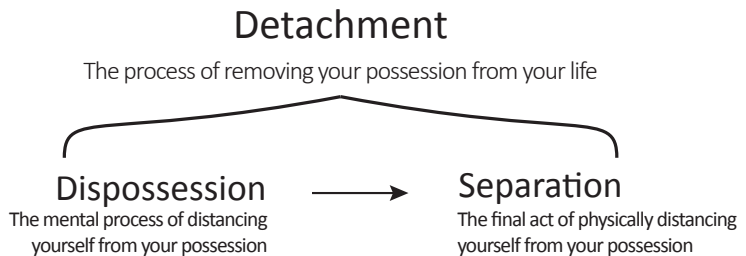 Detachment
The process of removing your possession from your life
Dispossession
The mental process of distancing
yourself from your possession
Separation
The final act of physically distancing
yourself from your possession